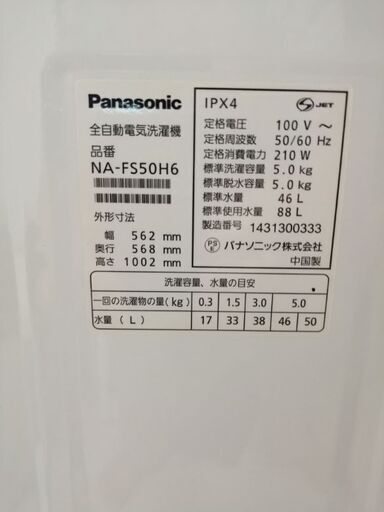 Panasonic
全自動電気洗濯機
品番
NA-FS50H6
外形寸法
幅 562 mm
奥行 568 mm
高さ 1002 mm
IPX4
S JET
定格電圧 100 V ～
定格周波数 50/60 Hz
定格消費電力 210 W
標準洗濯容量 5.0 kg
標準脱水容量 5.0 kg
標準水量 46 L
標準使用水量 88 L
製造番号 1431300333
PSE パナソニック株式会社
中国製
洗濯容量、水量の目安
一回の洗濯物の量(kg) 0.3 1.5 3.0 5.0
水量 ( L ) 17 33 38 46 50